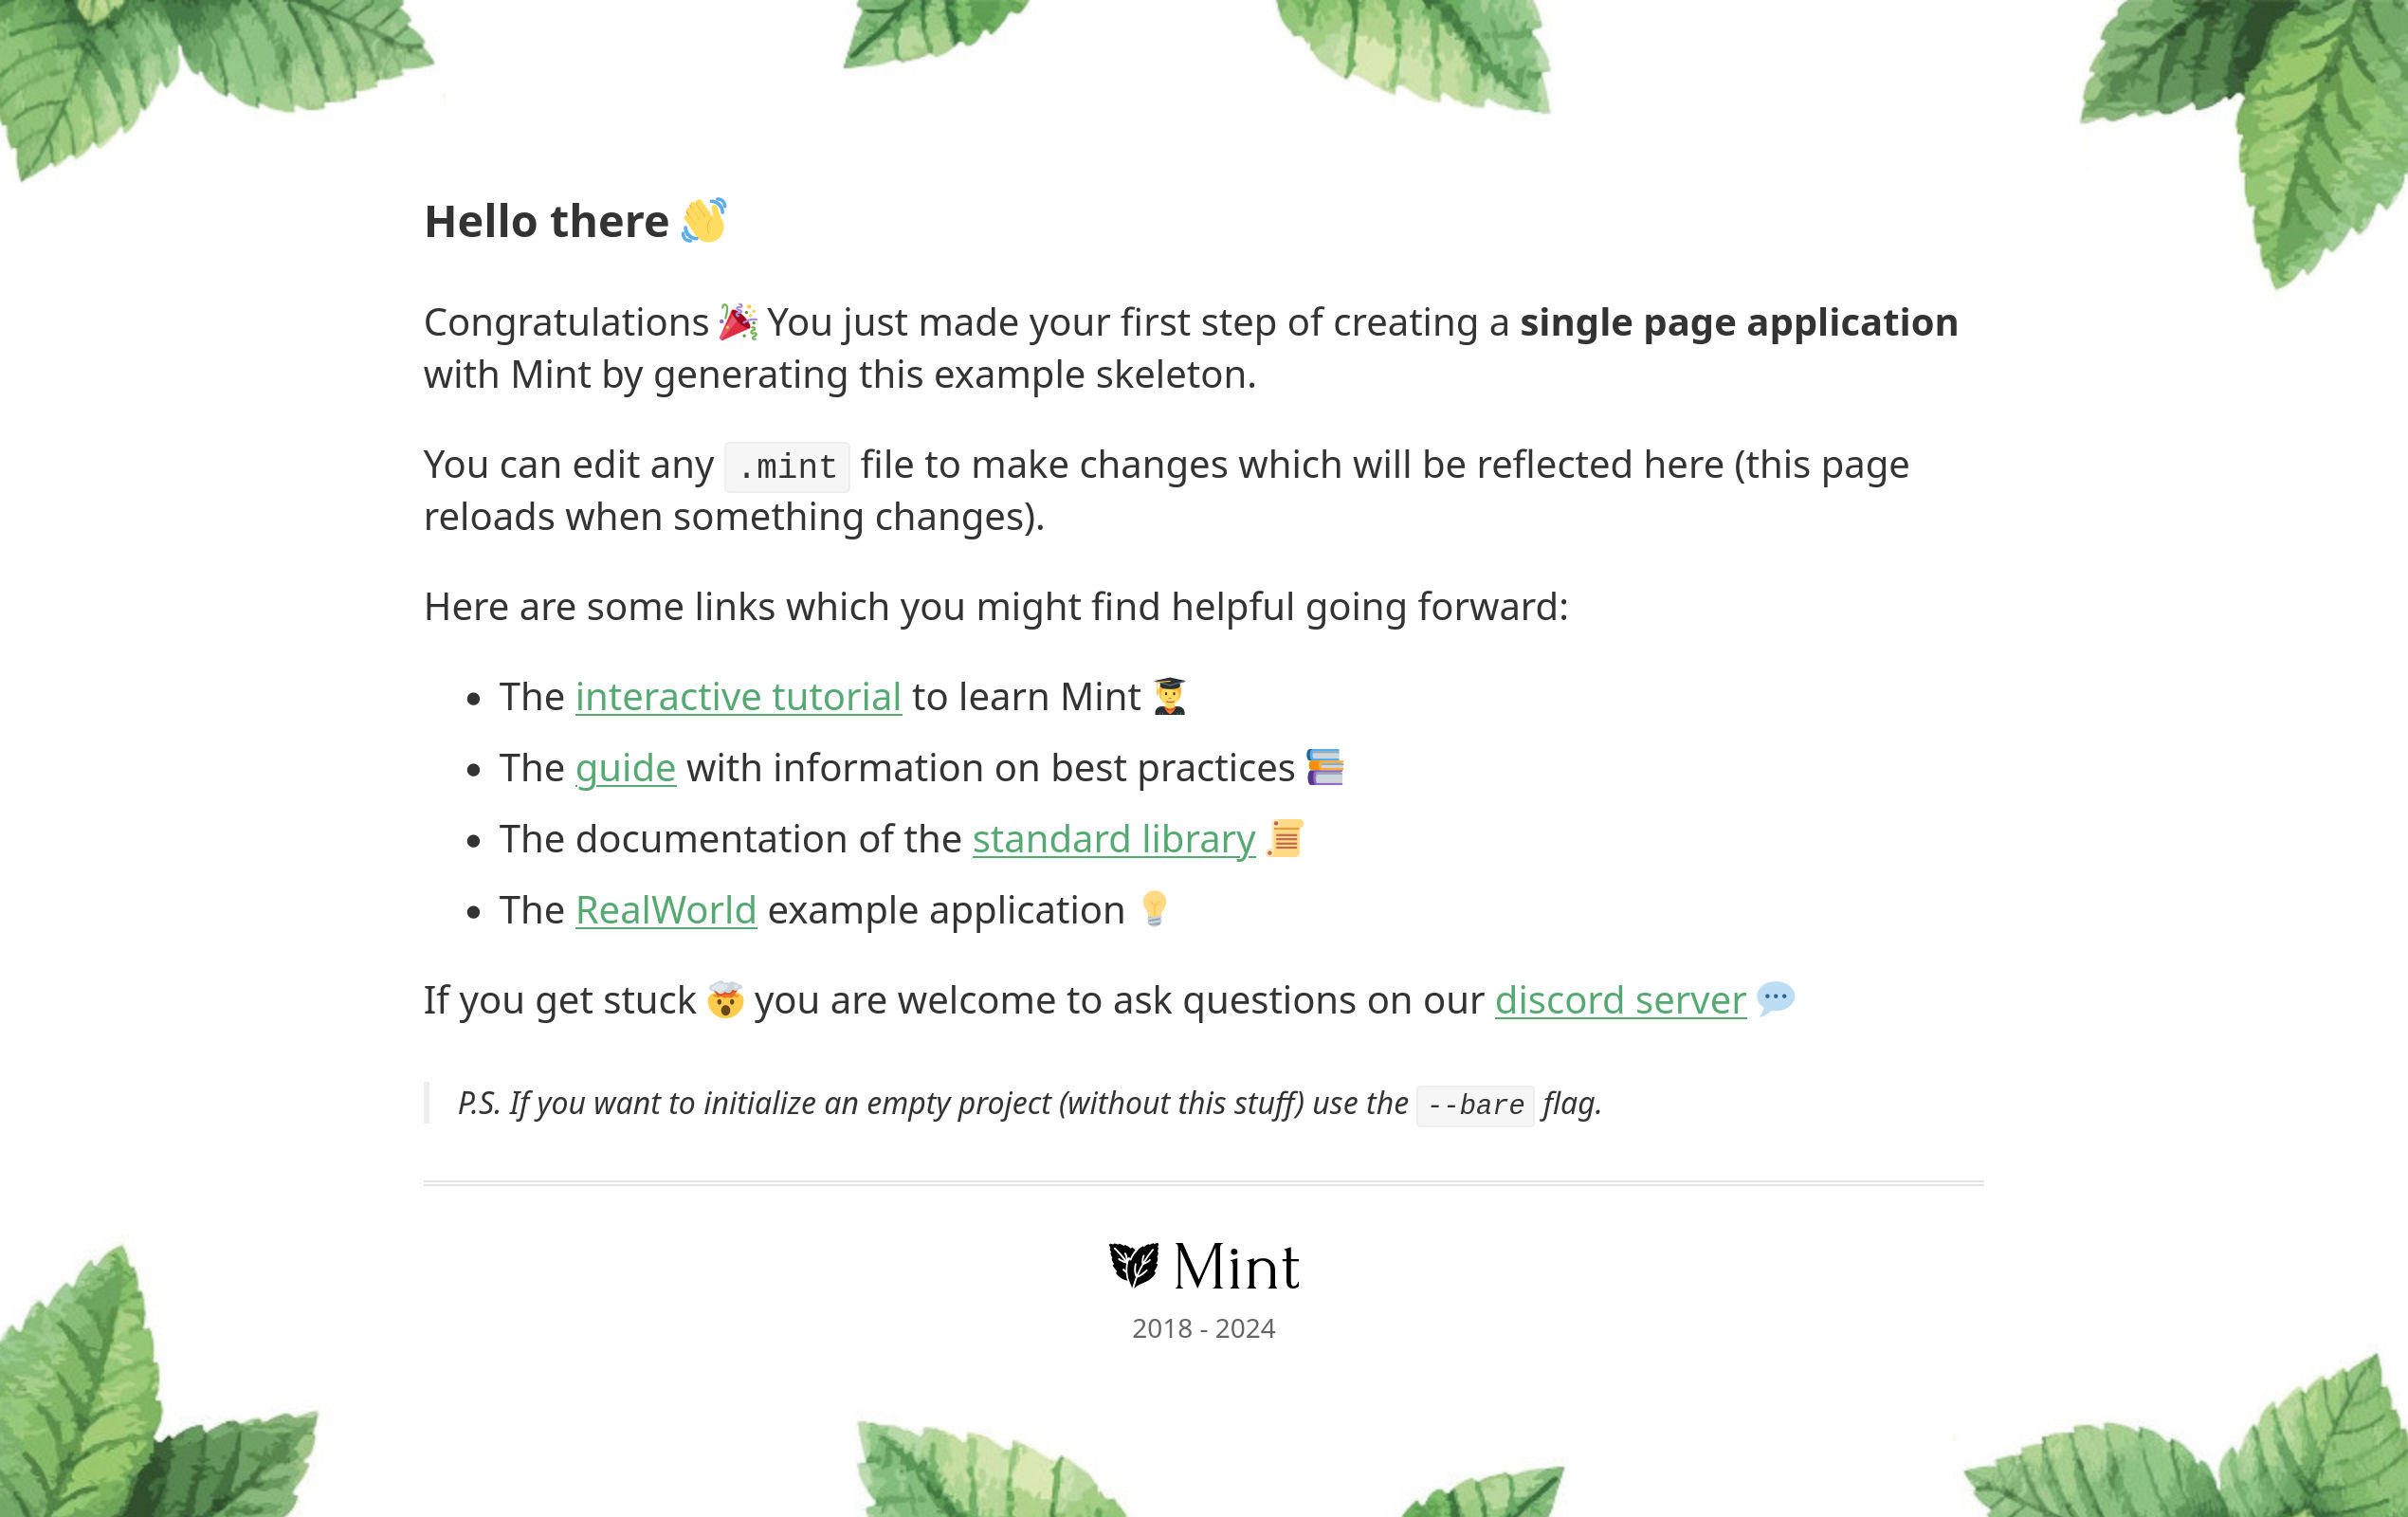 Hello there 👋
Congratulations 🎉 You just made your first step of creating a single page application
with Mint by generating this example skeleton.
You can edit any .mint file to make changes which will be reflected here (this page
reloads when something changes).
Here are some links which you might find helpful going forward:
• The interactive tutorial to learn Mint 👨‍🎓
• The guide with information on best practices 📚
• The documentation of the standard library 📜
• The RealWorld example application 💡
If you get stuck 🤯 you are welcome to ask questions on our discord server 💬
P.S. If you want to initialize an empty project (without this stuff) use the --bare flag.
Mint
2018 - 2024